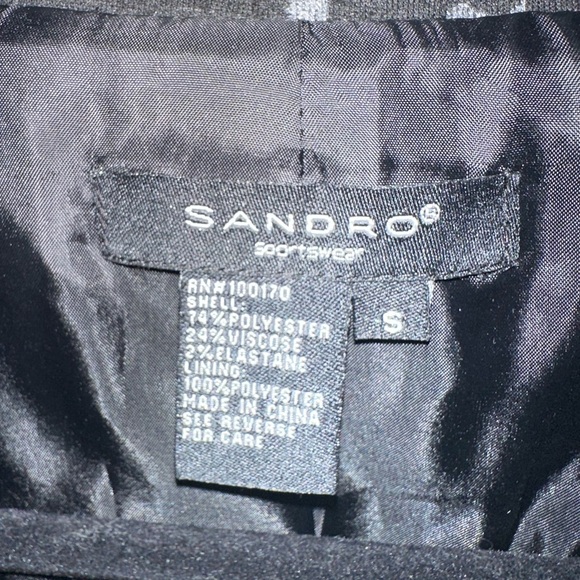 SANDRO®
Sportswear
S
RN#100170
SHELL:
74%POLYESTER
24%VISCOSE
2%ELASTANE
LINING:
100%POLYESTER
MADE IN CHINA
SEE REVERSE
FOR CARE